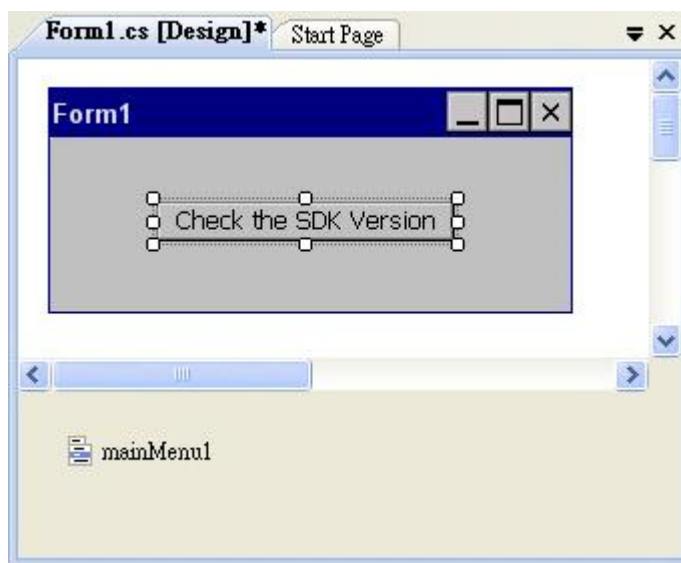 Form1.cs [Design]* Start Page
Form1
Check the SDK Version
mainMenu1